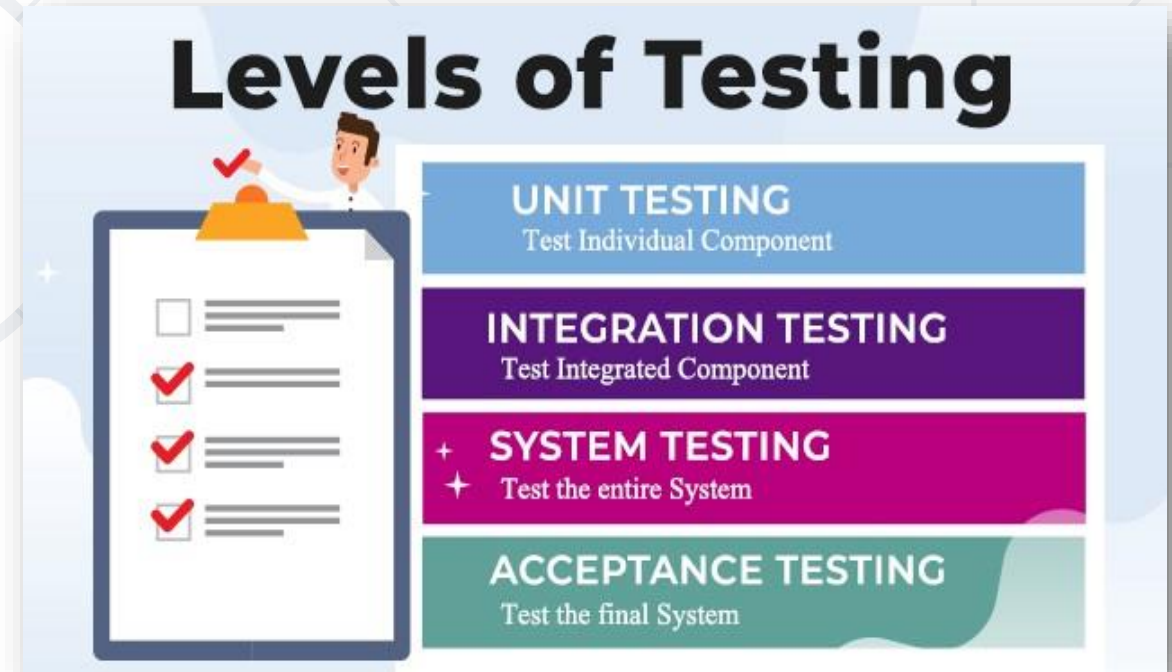 Levels of Testing
UNIT TESTING
Test Individual Component
INTEGRATION TESTING
Test Integrated Component
SYSTEM TESTING
Test the entire System
ACCEPTANCE TESTING
Test the final System